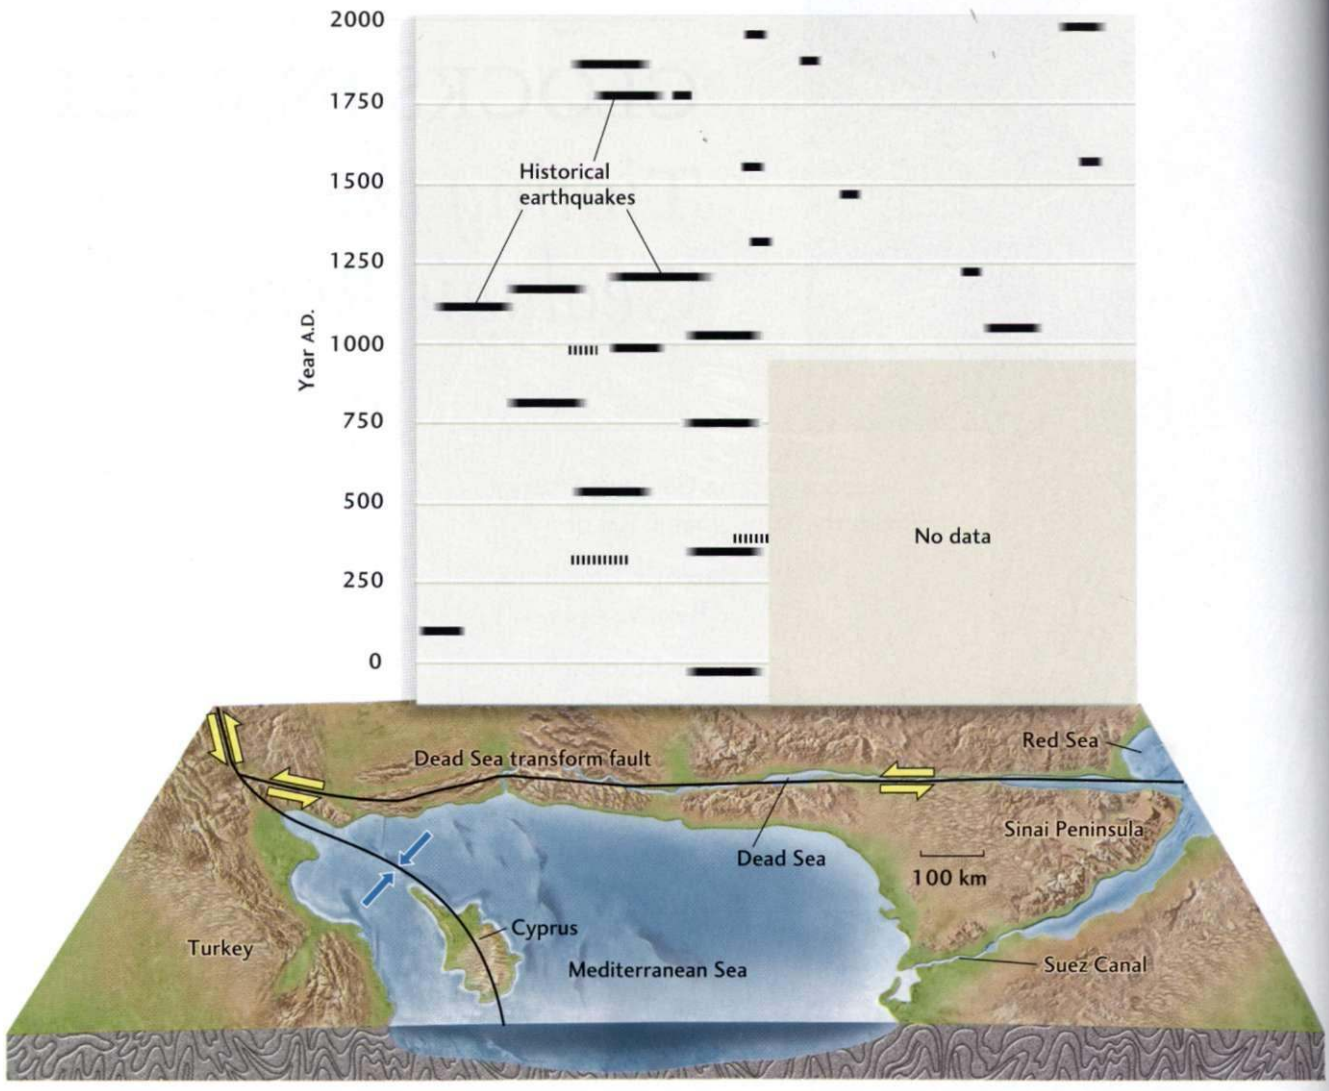 2000
1750
1500
1250
1000
750
500
250
0
Year A.D.
Historical
earthquakes
No data
Dead Sea transform fault
Red Sea
Sinai Peninsula
Dead Sea
100 km
Cyprus
Turkey
Mediterranean Sea
Suez Canal